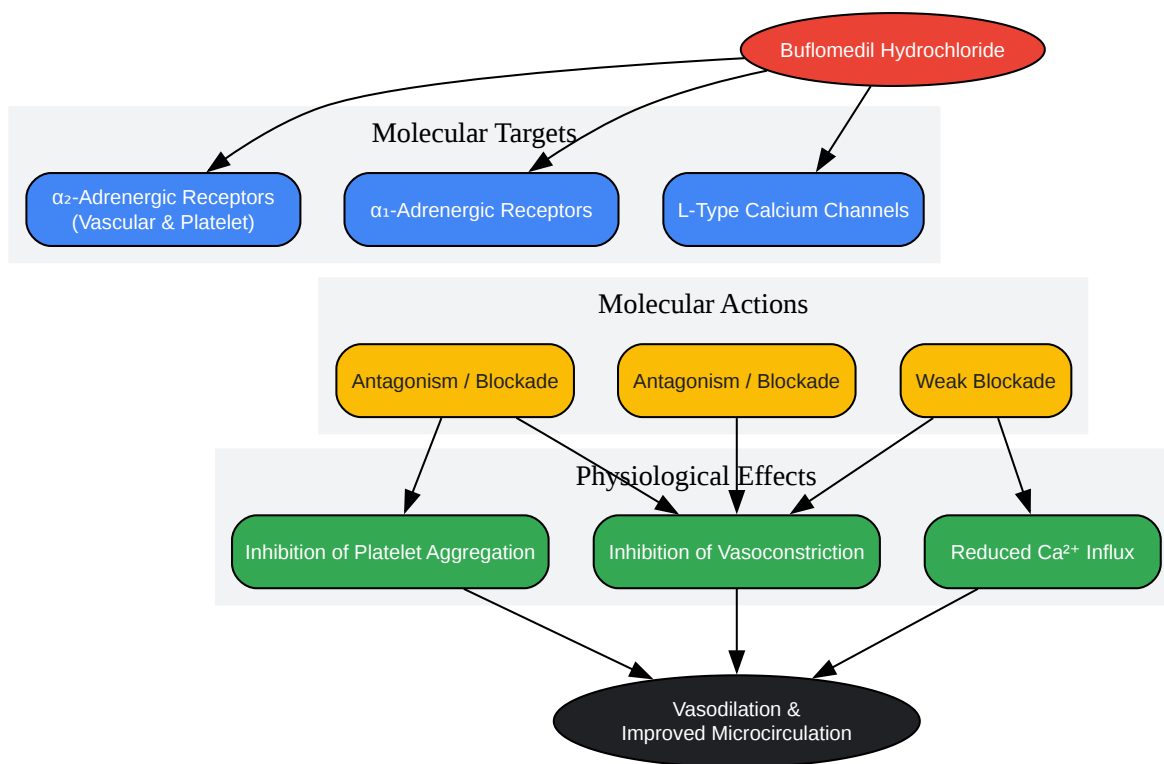 Buflomedil Hydrochloride
Molecular Targets
α₂-Adrenergic Receptors
(Vascular & Platelet)
α₁-Adrenergic Receptors
L-Type Calcium Channels
Molecular Actions
Antagonism / Blockade
Antagonism / Blockade
Weak Blockade
Physiological Effects
Inhibition of Platelet Aggregation
Inhibition of Vasoconstriction
Reduced Ca²⁺ Influx
Vasodilation &
Improved Microcirculation